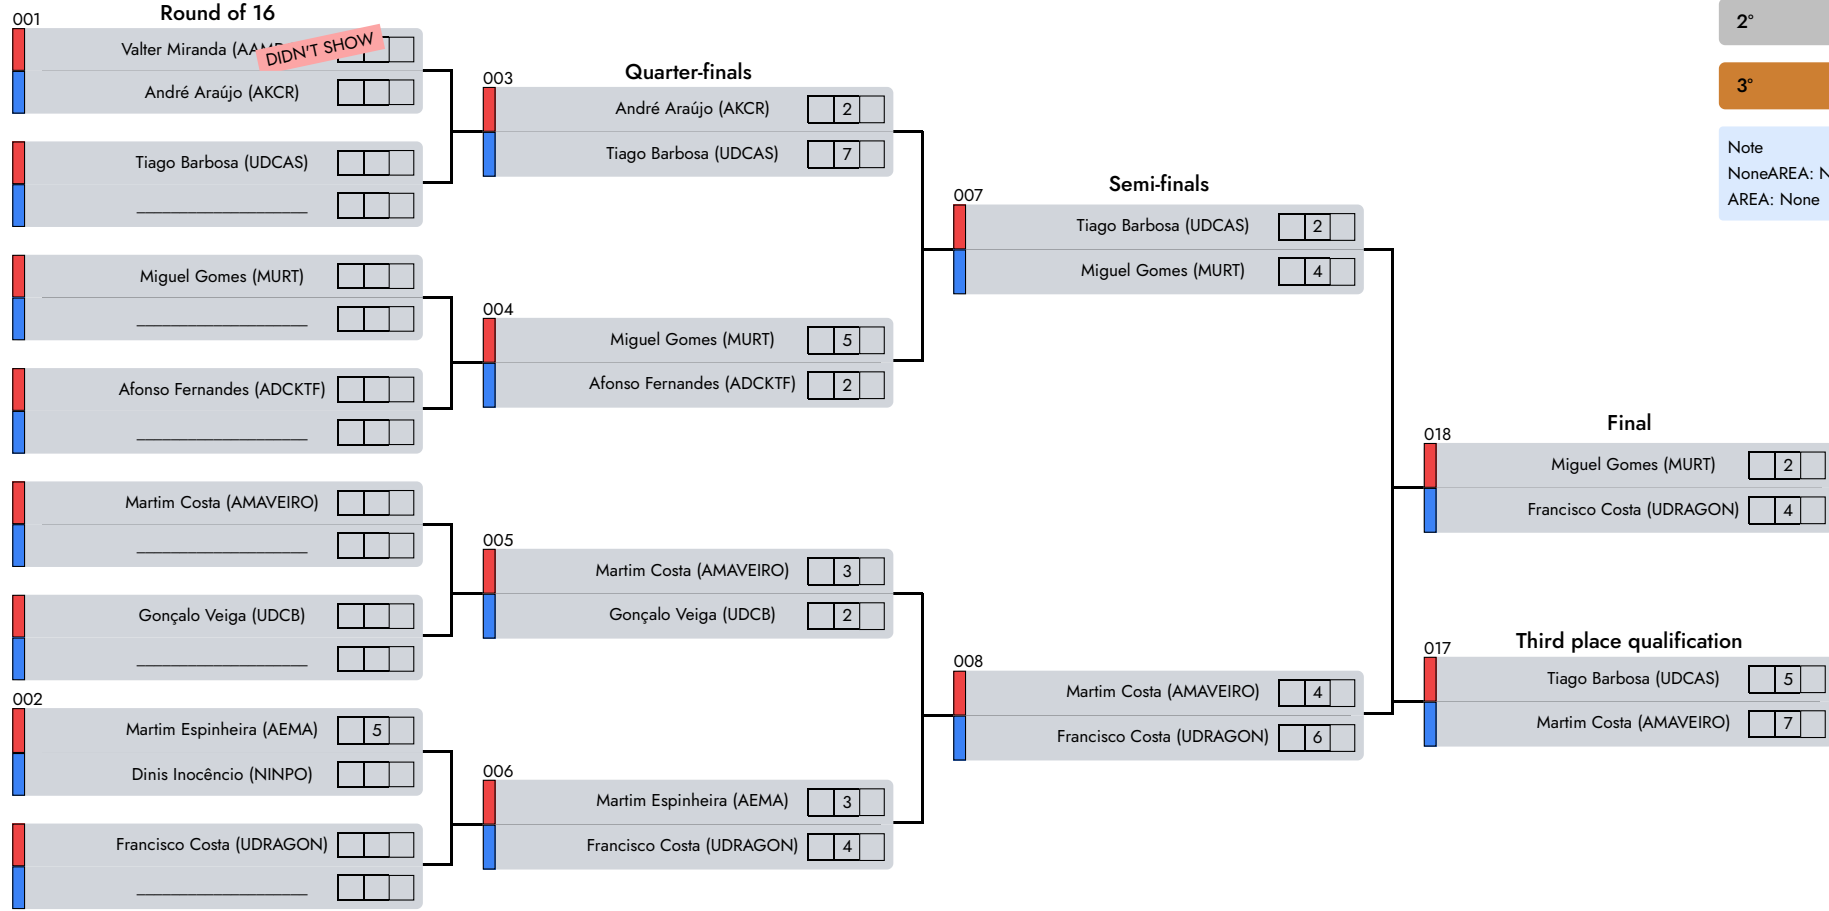 Round of 16
001
Valter Miranda
DIDN'T SHOW
André Araújo (AKCR)
Tiago Barbosa (UDCAS)
Miguel Gomes (MURT)
Afonso Fernandes (ADCKTF)
Martim Costa (AMAVEIRO)
Gonçalo Veiga (UDCB)
002
Martim Espinheira (AEMA) 5
Dinis Inocêncio (NINPO)
Francisco Costa (UDRAGON)
Quarter-finals
003
André Araújo (AKCR) 2
Tiago Barbosa (UDCAS) 7
004
Miguel Gomes (MURT) 5
Afonso Fernandes (ADCKTF) 2
005
Martim Costa (AMAVEIRO) 3
Gonçalo Veiga (UDCB) 2
006
Martim Espinheira (AEMA) 3
Francisco Costa (UDRAGON) 4
Semi-finals
007
Tiago Barbosa (UDCAS) 2
Miguel Gomes (MURT) 4
008
Martim Costa (AMAVEIRO) 4
Francisco Costa (UDRAGON) 6
Final
018
Miguel Gomes (MURT) 2
Francisco Costa (UDRAGON) 4
Third place qualification
017
Tiago Barbosa (UDCAS) 5
Martim Costa (AMAVEIRO) 7
2°
3°
Note
NoneAREA:
AREA: None